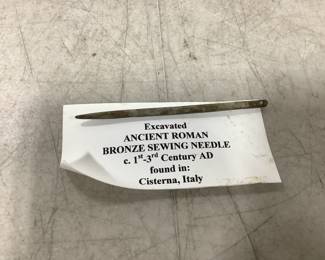 Excavated
ANCIENT ROMAN
BRONZE SEWING NEEDLE
c. 1st-3rd Century AD
found in:
Cisterna, Italy